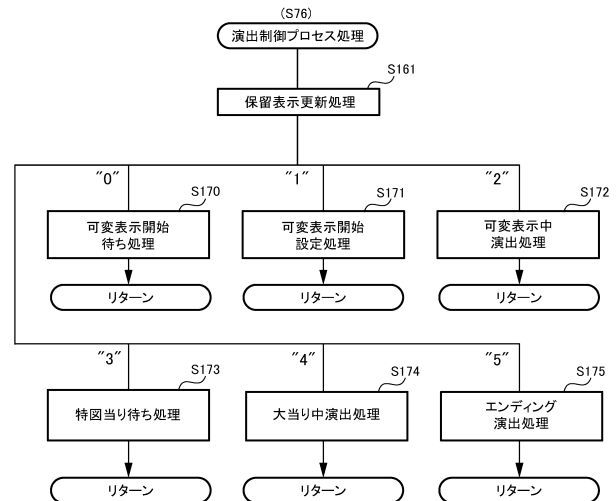 (S76)
演出制御プロセス処理
S161
保留表示更新処理
"0"
"1"
"2"
S170
S171
S172
可変表示開始
待ち処理
可変表示開始
設定処理
可変表示中
演出処理
リターン
リターン
リターン
"3"
"4"
"5"
S173
S174
S175
特図当り待ち処理
大当り中演出処理
エンディング
演出処理
リターン
リターン
リターン